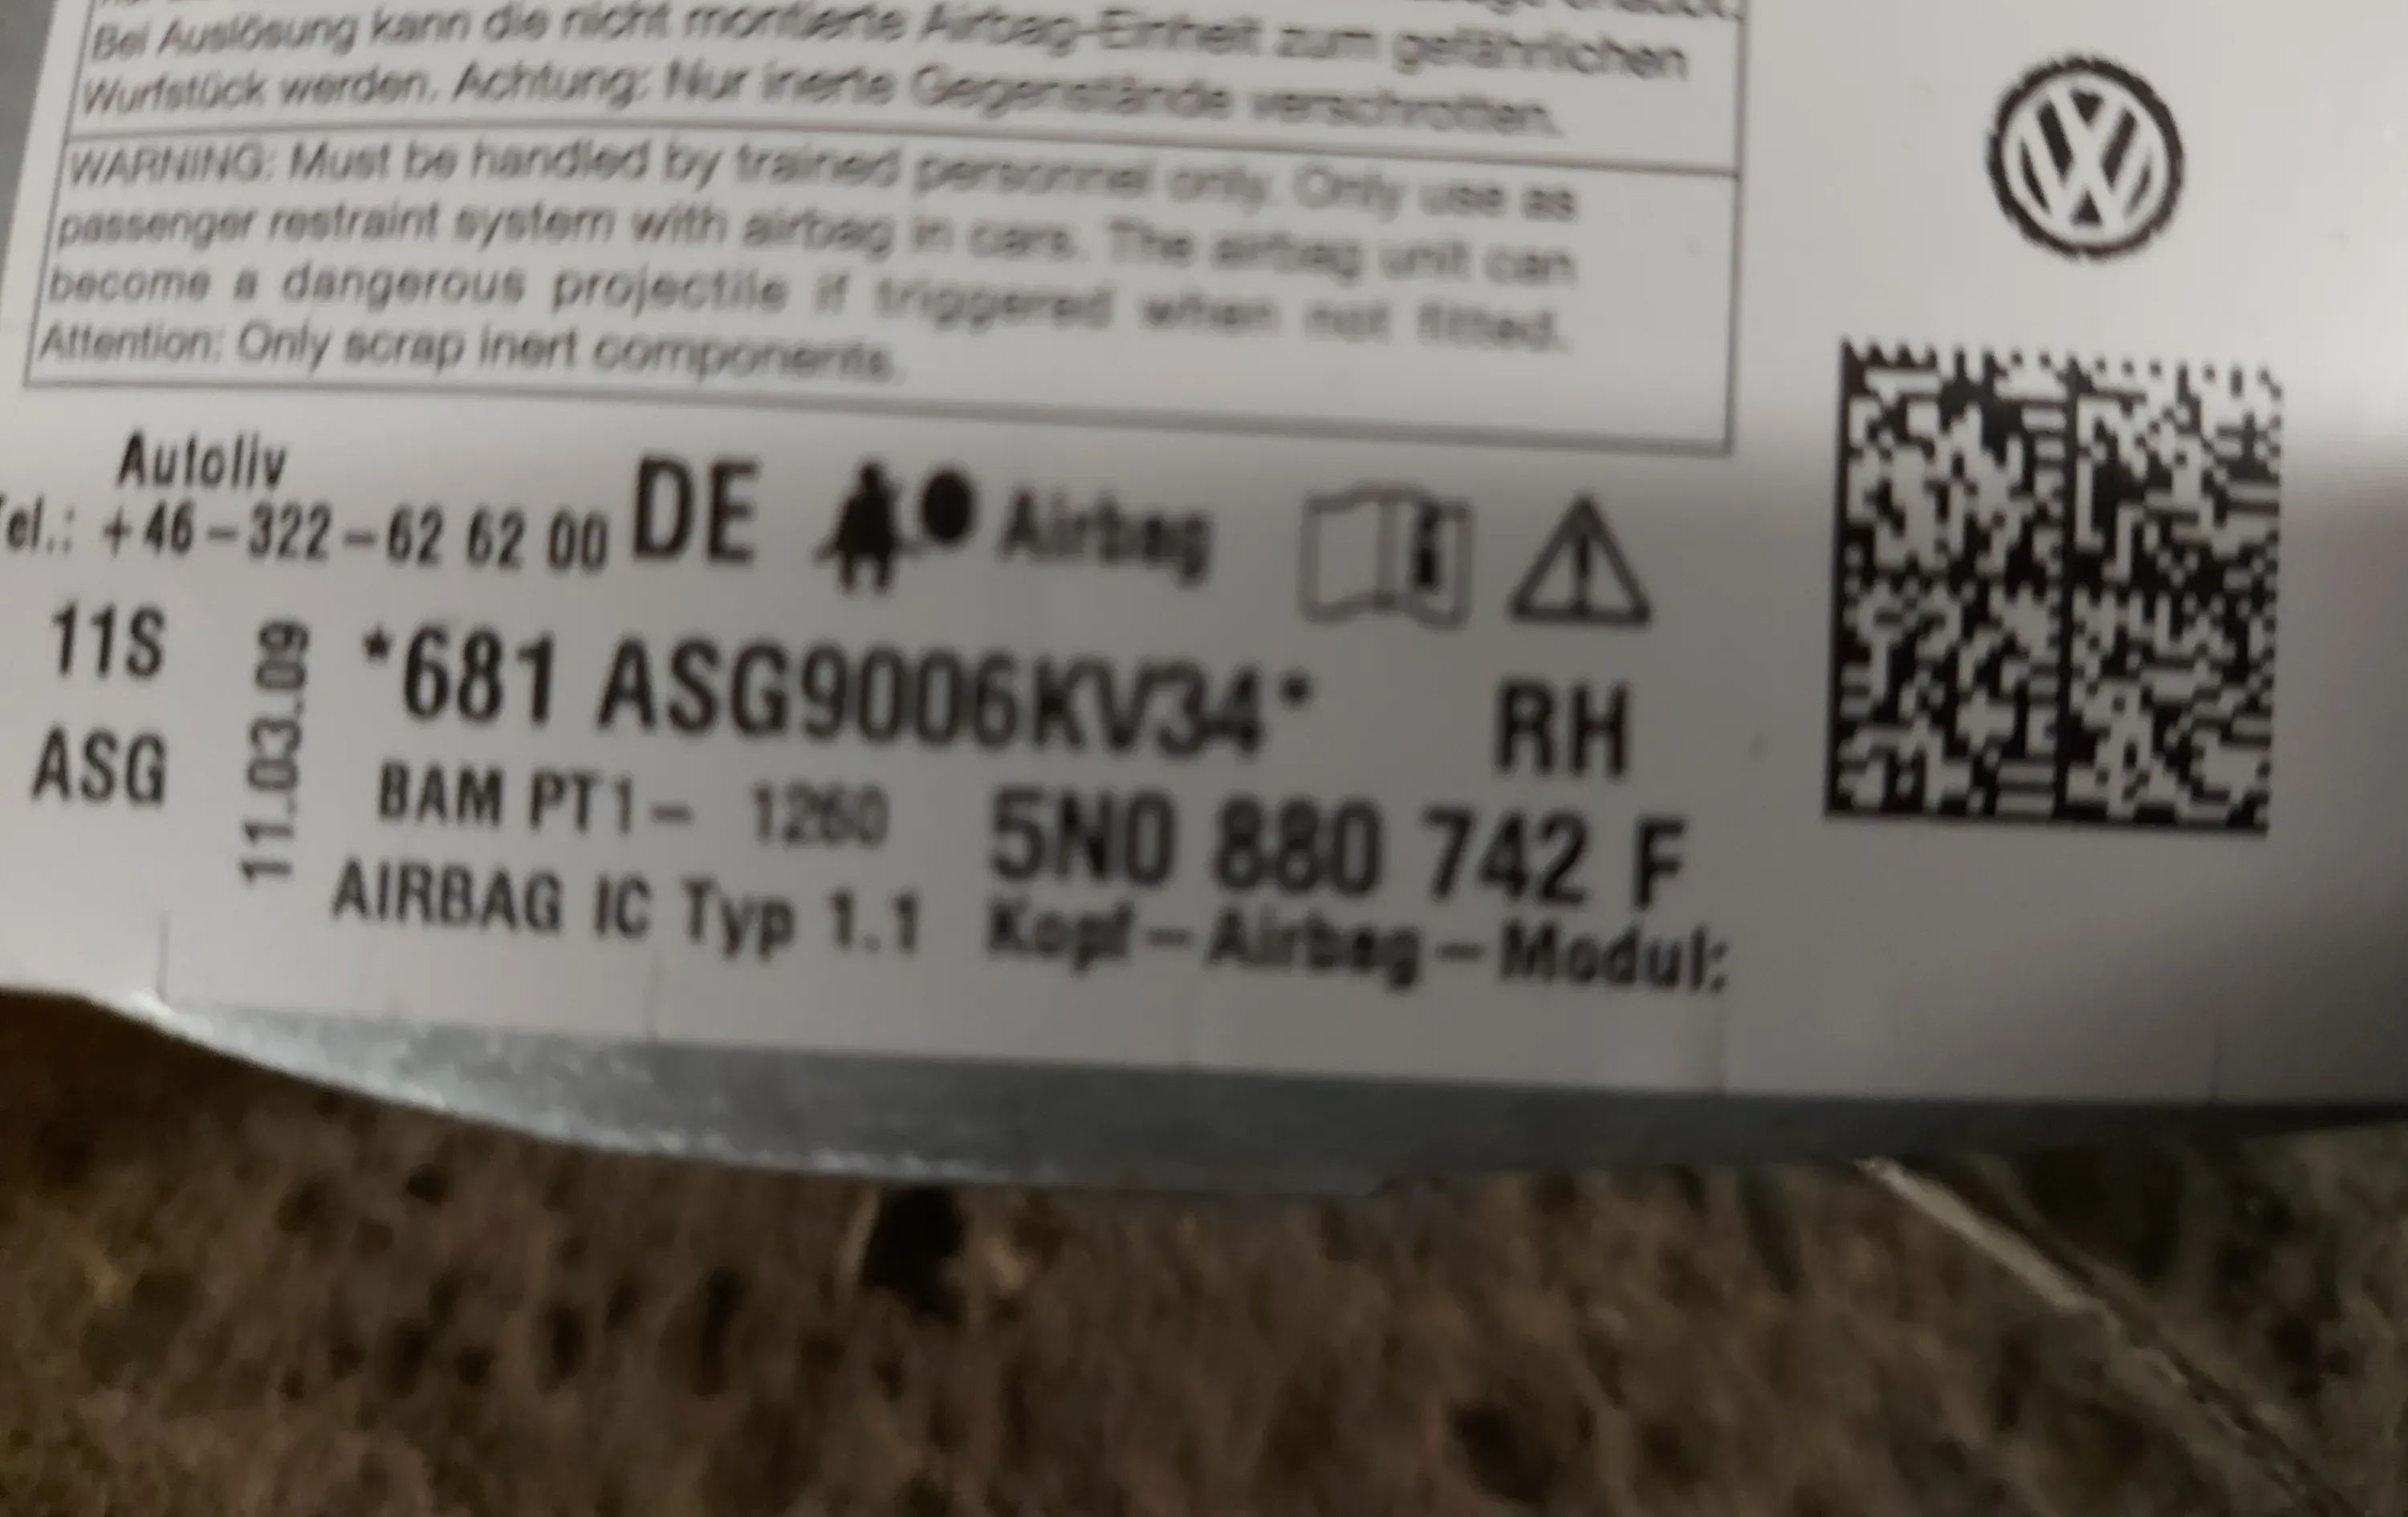 Bei Auslösung kann die nicht montierte Airbag-Einheit zum gefährlichen
Wurfstück werden. Achtung: Nur inerte Gegenstände verschrotten.
WARNING: Must be handled by trained personnel only. Only use as
passenger restraint system with airbag in cars. The airbag unit can
become a dangerous projectile if triggered when not fitted.
Attention: Only scrap inert components.
Autoliv
Tel.: +46-322-62 62 00 DE Airbag
11S
ASG
11.03.09
*681 ASG9006KV34* RH
BAM PT1- 1260 5N0 880 742 F
AIRBAG IC Typ 1.1 Kopf-Airbag-Modul: